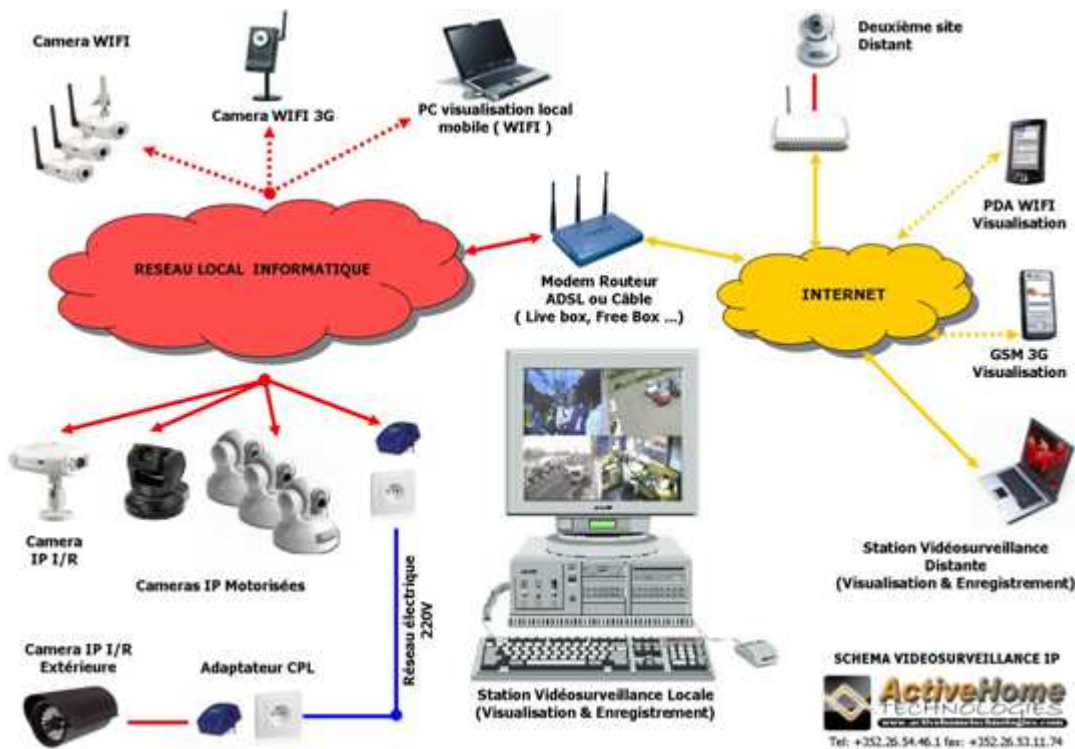 Camera WIFI
Camera WIFI 3G
PC visualisation local
mobile ( WIFI )
Deuxième site
Distant
PDA WIFI
Visualisation
RESEAU LOCAL INFORMATIQUE
Modem Routeur
ADSL ou Câble
( Live box, Free Box ...)
INTERNET
GSM 3G
Visualisation
Camera
IP I/R
Cameras IP Motorisées
Réseau électrique
220V
Station Vidéosurveillance
Distante
(Visualisation & Enregistrement)
Camera IP I/R
Extérieure
Adaptateur CPL
Station Vidéosurveillance Locale
(Visualisation & Enregistrement)
SCHEMA VIDEOSURVEILLANCE IP
ActiveHome
TECHNOLOGIES
www.activehometechnologies.com
Tel: +352.26.54.46.1 fax: +352.26.53.11.74